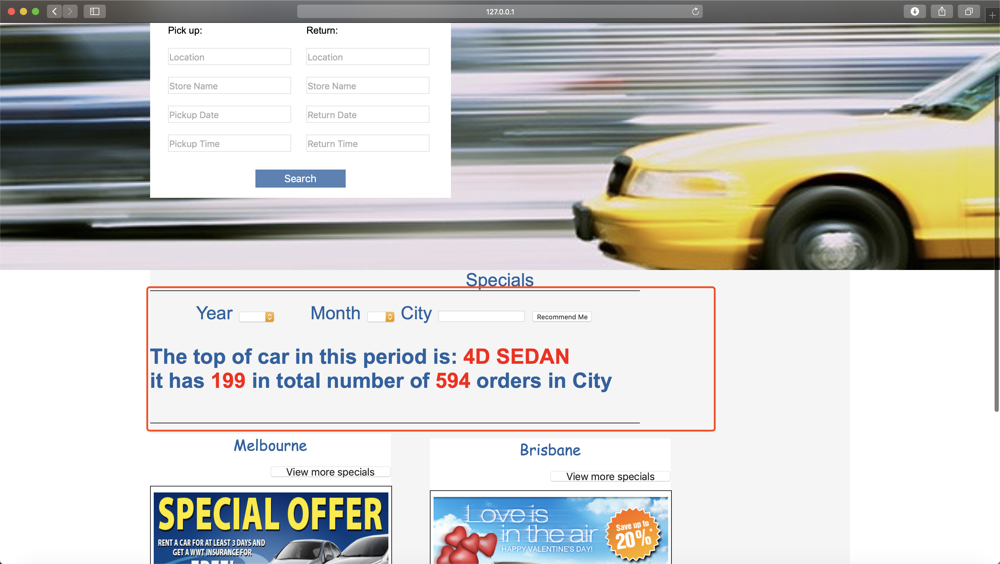 127.0.0.1
Pick up: Return:
Location Location
Store Name Store Name
Pickup Date Return Date
Pickup Time Return Time
Search
Specials
Year Month City Recommend Me
The top of car in this period is: 4D SEDAN
it has 199 in total number of 594 orders in City
Melbourne
View more specials
SPECIAL OFFER
RENT A CAR FOR AT LEAST 3 DAYS AND
GET A WWT INSURANCE FOR
FREE!
Brisbane
View more specials
Love is
in the air
HAPPY VALENTINE'S DAY!
Save up to
20%*